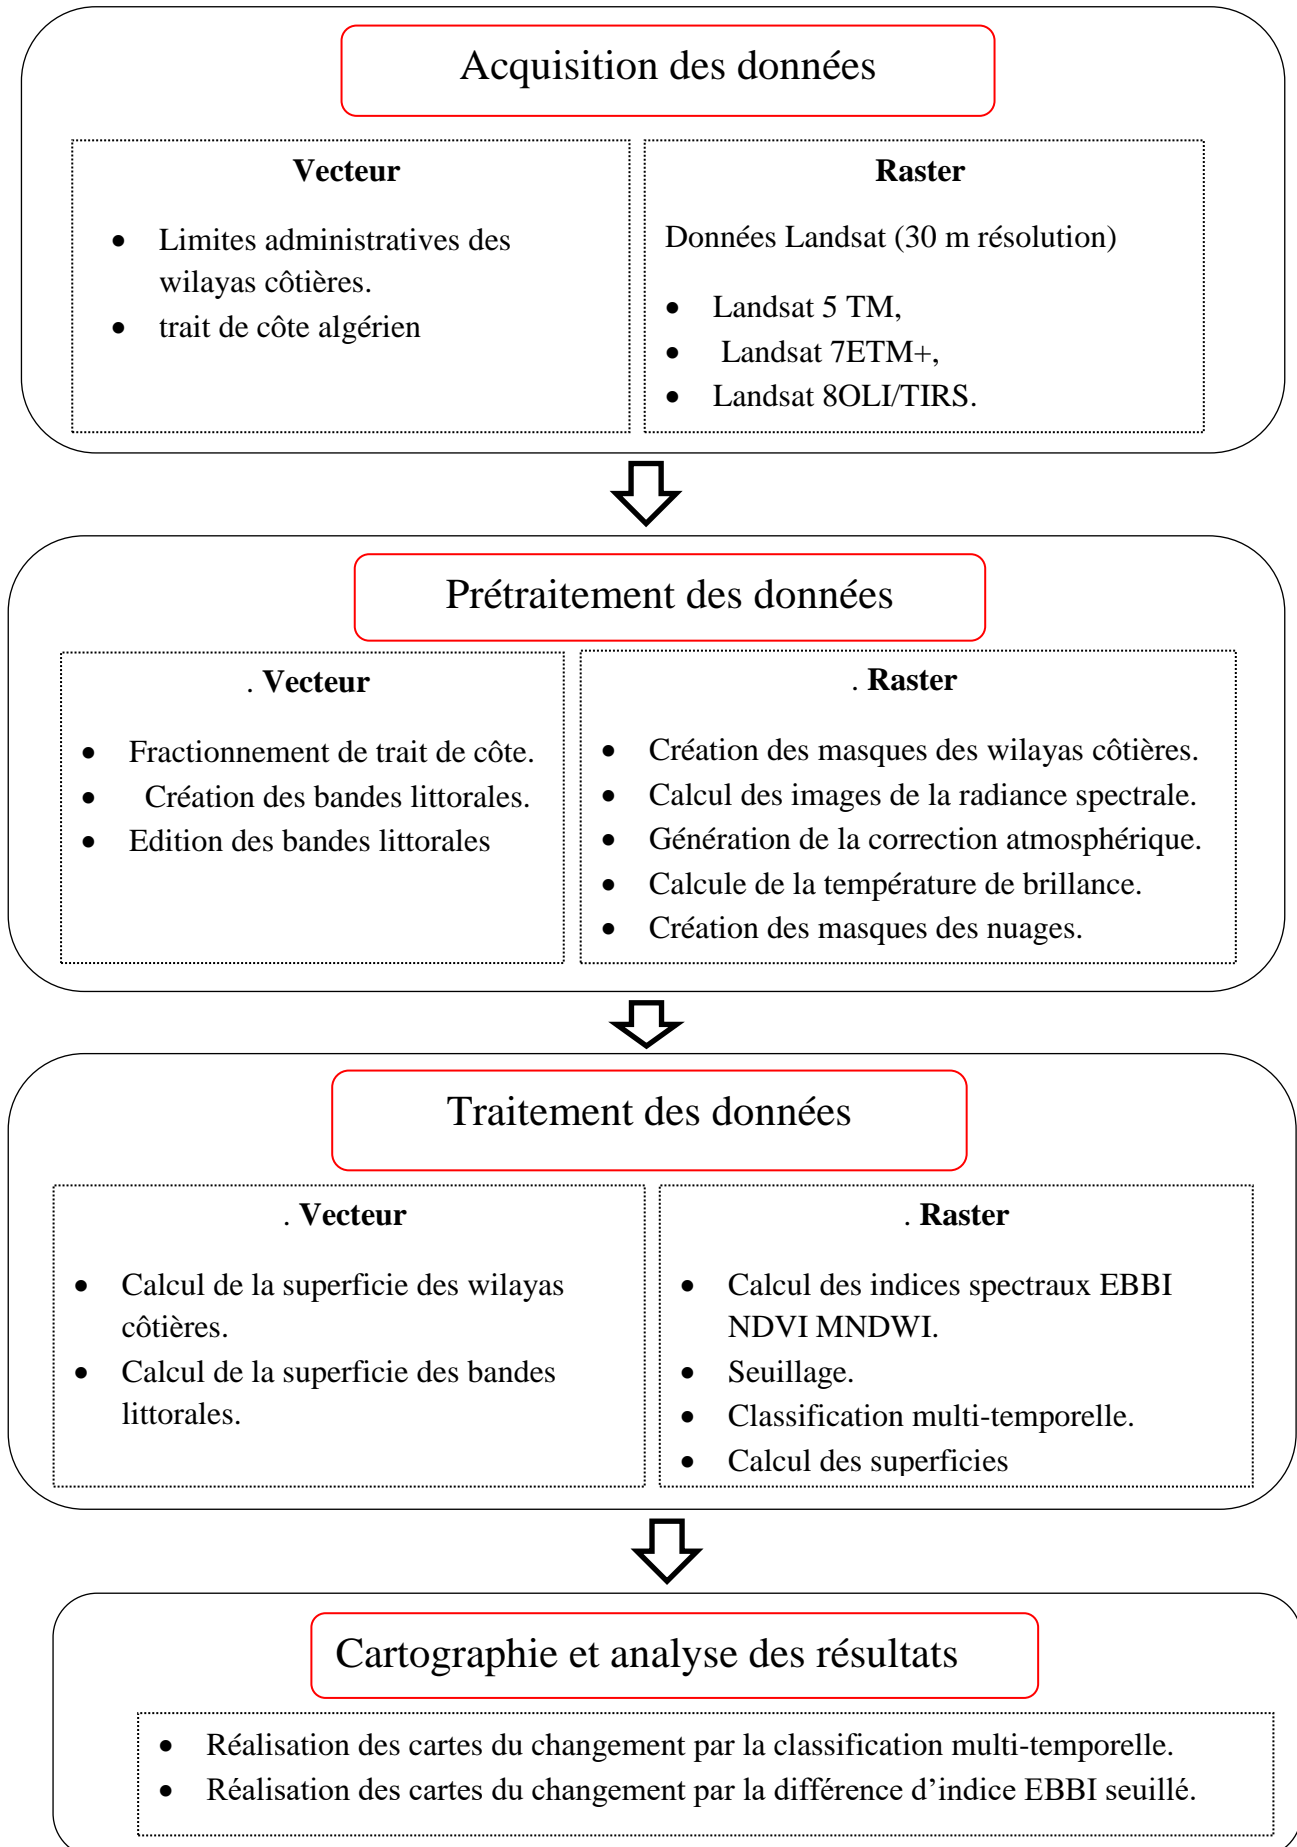 Acquisition des données
Vecteur
• Limites administratives des
wilayas côtières.
• trait de côte algérien
Raster
Données Landsat (30 m résolution)
• Landsat 5 TM,
• Landsat 7ETM+,
• Landsat 8OLI/TIRS.
Prétraitement des données
. Vecteur
• Fractionnement de trait de côte.
• Création des bandes littorales.
• Edition des bandes littorales
. Raster
• Création des masques des wilayas côtières.
• Calcul des images de la radiance spectrale.
• Génération de la correction atmosphérique.
• Calcule de la température de brillance.
• Création des masques des nuages.
Traitement des données
. Vecteur
• Calcul de la superficie des wilayas
côtières.
• Calcul de la superficie des bandes
littorales.
. Raster
• Calcul des indices spectraux EBBI
NDVI MNDWI.
• Seuillage.
• Classification multi-temporelle.
• Calcul des superficies
Cartographie et analyse des résultats
• Réalisation des cartes du changement par la classification multi-temporelle.
• Réalisation des cartes du changement par la différence d’indice EBBI seuillé.